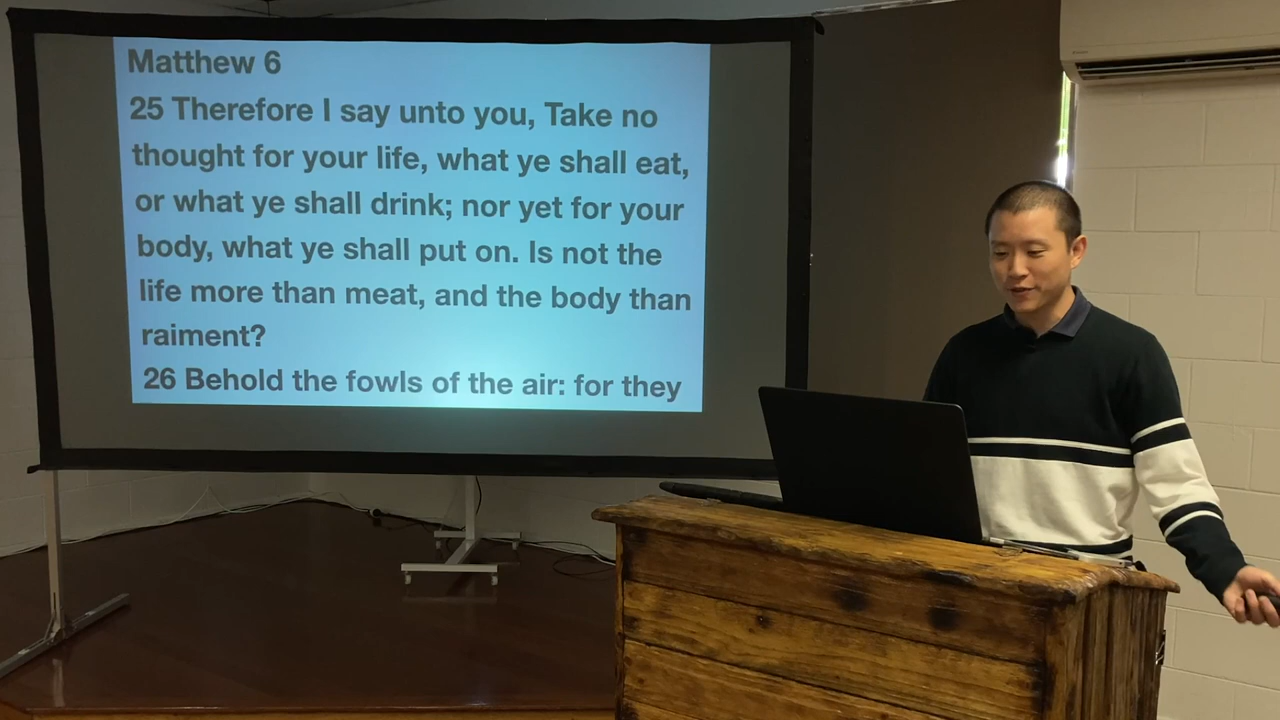 Matthew 6
25 Therefore I say unto you, Take no
thought for your life, what ye shall eat,
or what ye shall drink; nor yet for your
body, what ye shall put on. Is not the
life more than meat, and the body than
raiment?
26 Behold the fowls of the air: for they